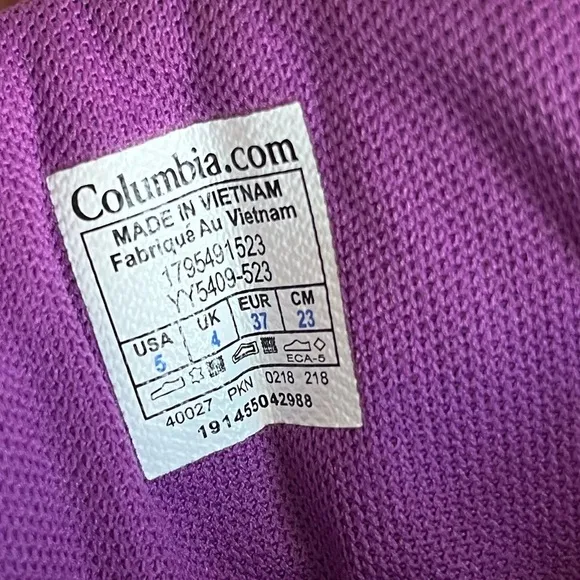 Columbia.com
MADE IN VIETNAM
Fabriqué Au Vietnam
1795491523
YY5409-523
USA UK EUR CM
5 4 37 23
ECA-5
40027 PKN 0218 218
191455042988